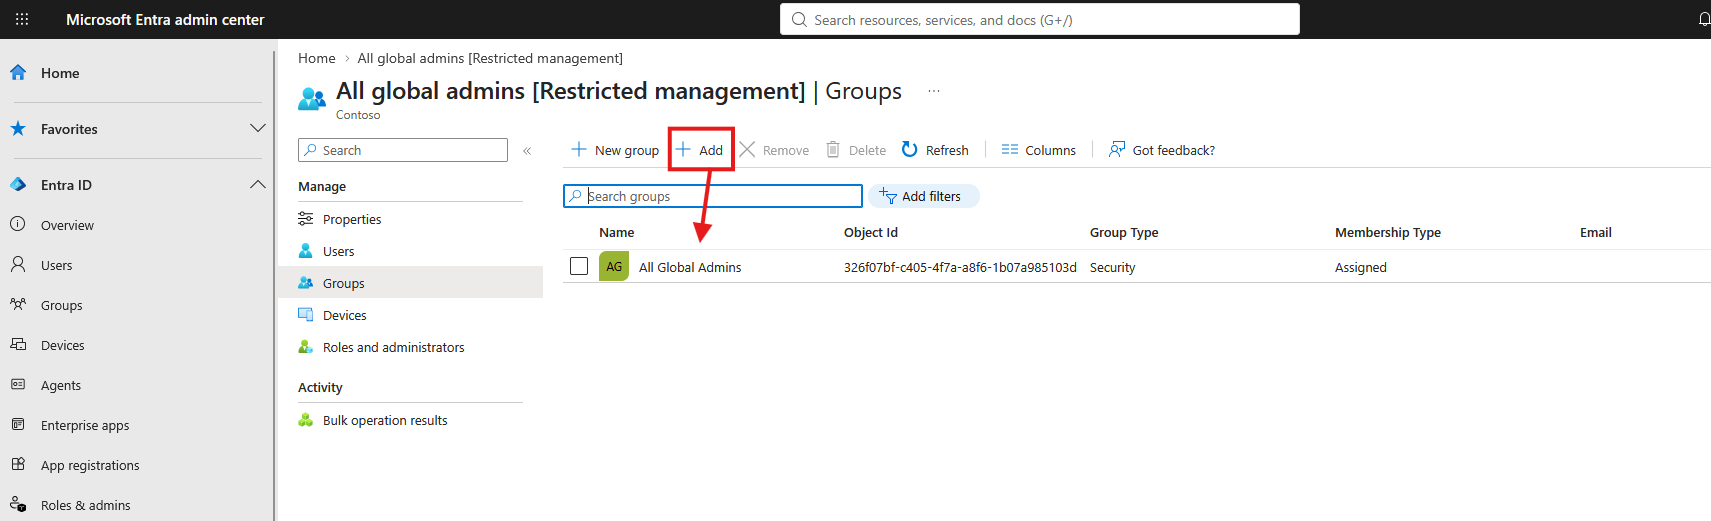 Microsoft Entra admin center
Search resources, services, and docs (G+/)
Home
Favorites
Entra ID
Overview
Users
Groups
Devices
Agents
Enterprise apps
App registrations
Roles & admins
Home > All global admins [Restricted management]
All global admins [Restricted management] | Groups ...
Contoso
Search
«
Manage
Properties
Users
Groups
Devices
Roles and administrators
Activity
Bulk operation results
New group Add Remove Delete Refresh Columns Got feedback?
Search groups Add filters
Name Object Id Group Type Membership Type Email
AG All Global Admins 326f07bf-c405-4f7a-a8f6-1b07a985103d Security Assigned